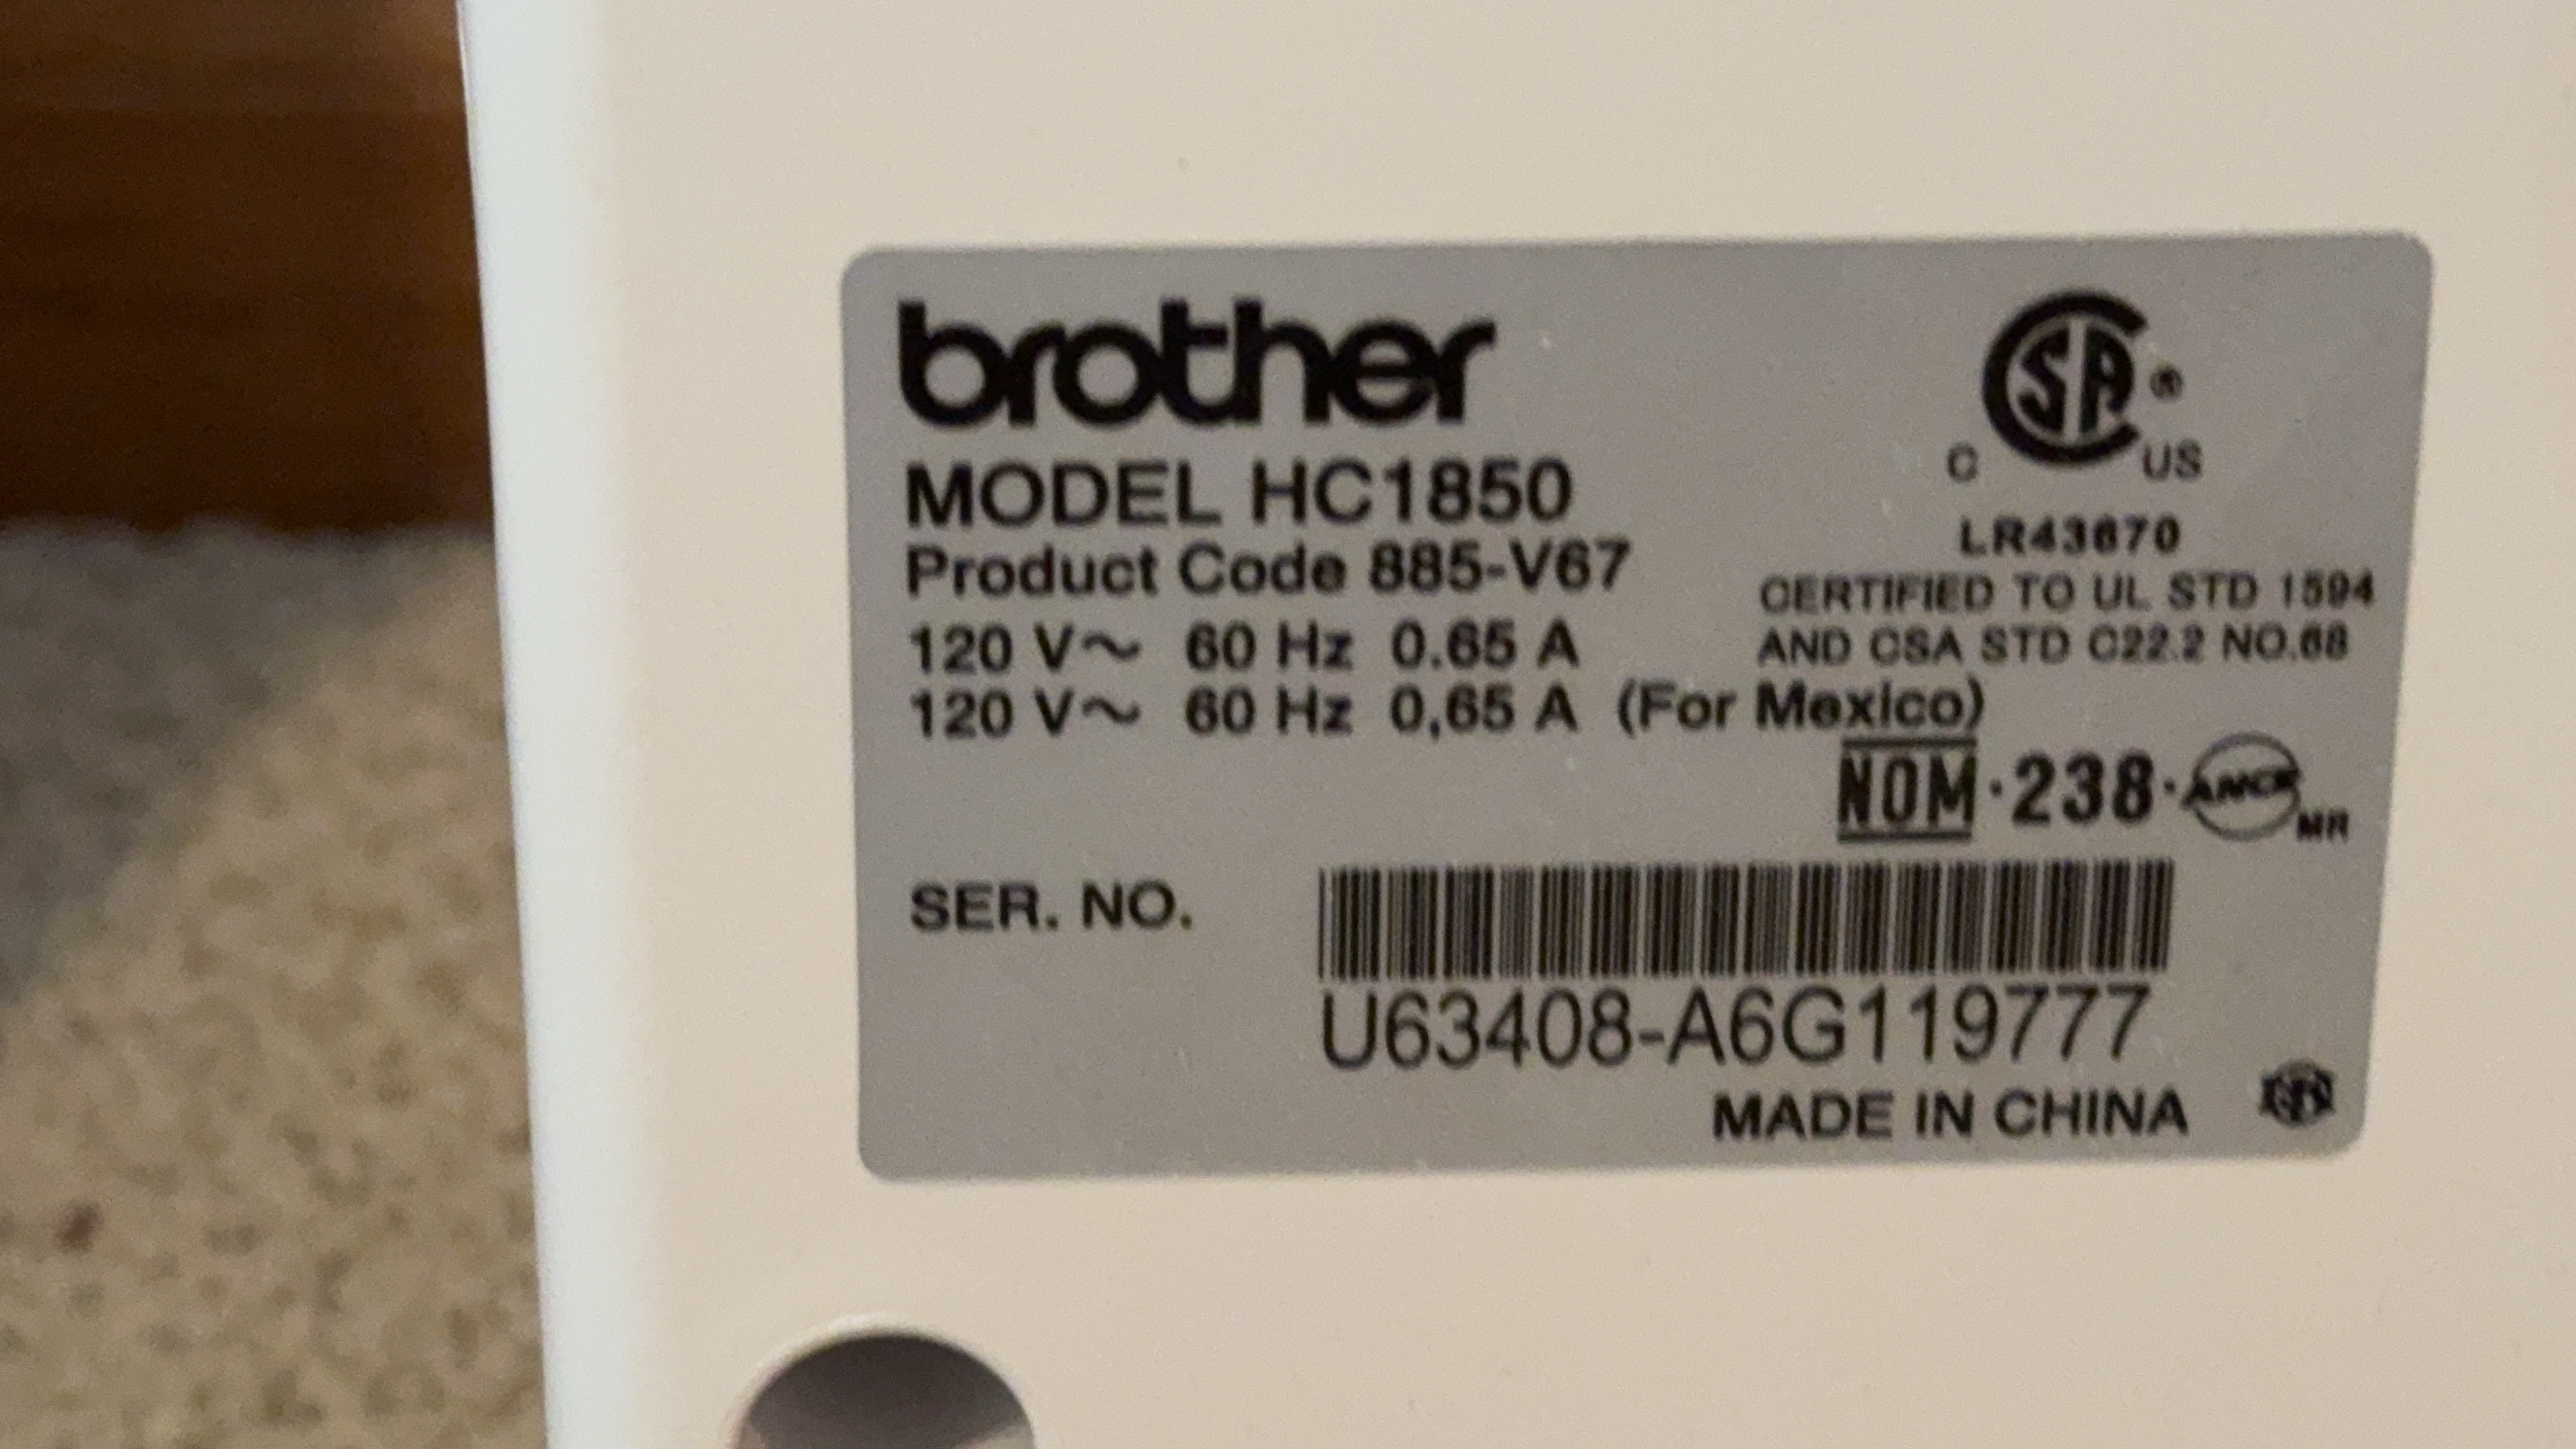 brother
MODEL HC1850
Product Code 885-V67
120 V~ 60 Hz 0.65 A
120 V~ 60 Hz 0,65 A (For Mexico)
CSA®
C US
LR43670
CERTIFIED TO UL STD 1594
AND CSA STD C22.2 NO.68
NOM·238·
MR
SER. NO.
U63408-A6G119777
MADE IN CHINA